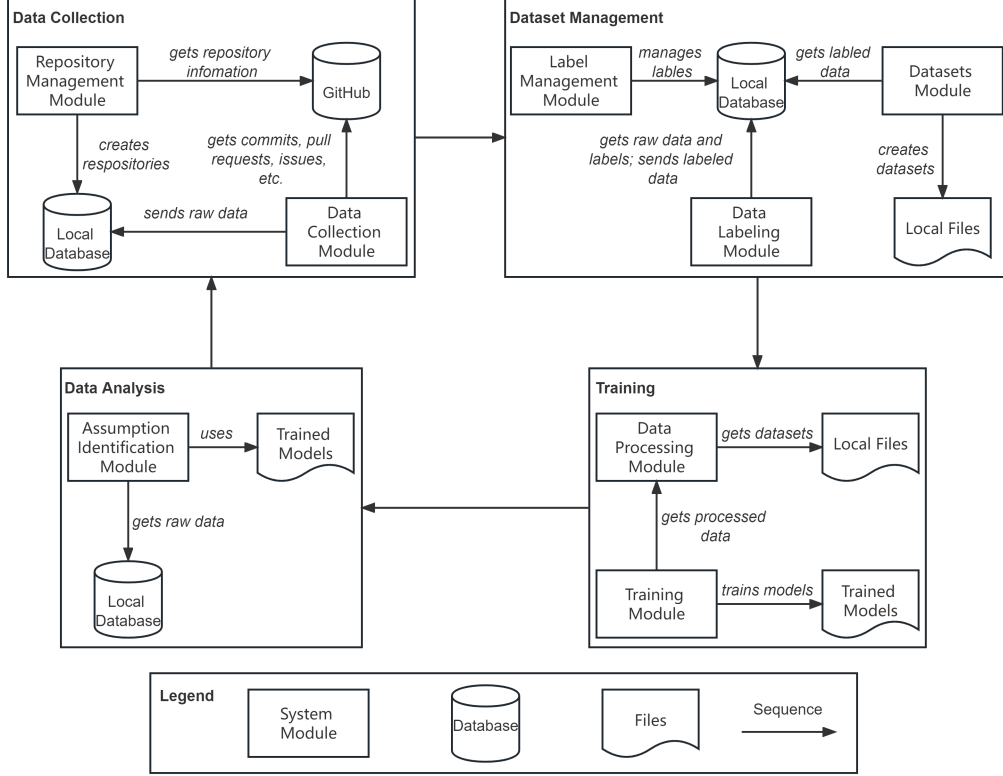 Data Collection
Repository
Management
Module
gets repository
infomation
GitHub
creates
respositories
gets commits, pull
requests, issues,
etc.
Local
Database
sends raw data
Data
Collection
Module
Dataset Management
Label
Management
Module
manages
lables
Local
Database
gets labled
data
Datasets
Module
gets raw data and
labels; sends labeled
data
creates
datasets
Data
Labeling
Module
Local Files
Data Analysis
Assumption
Identification
Module
uses
Trained
Models
gets raw data
Local
Database
Training
Data
Processing
Module
gets datasets
Local Files
gets processed
data
Training
Module
trains models
Trained
Models
Legend
System
Module
Database
Files
Sequence